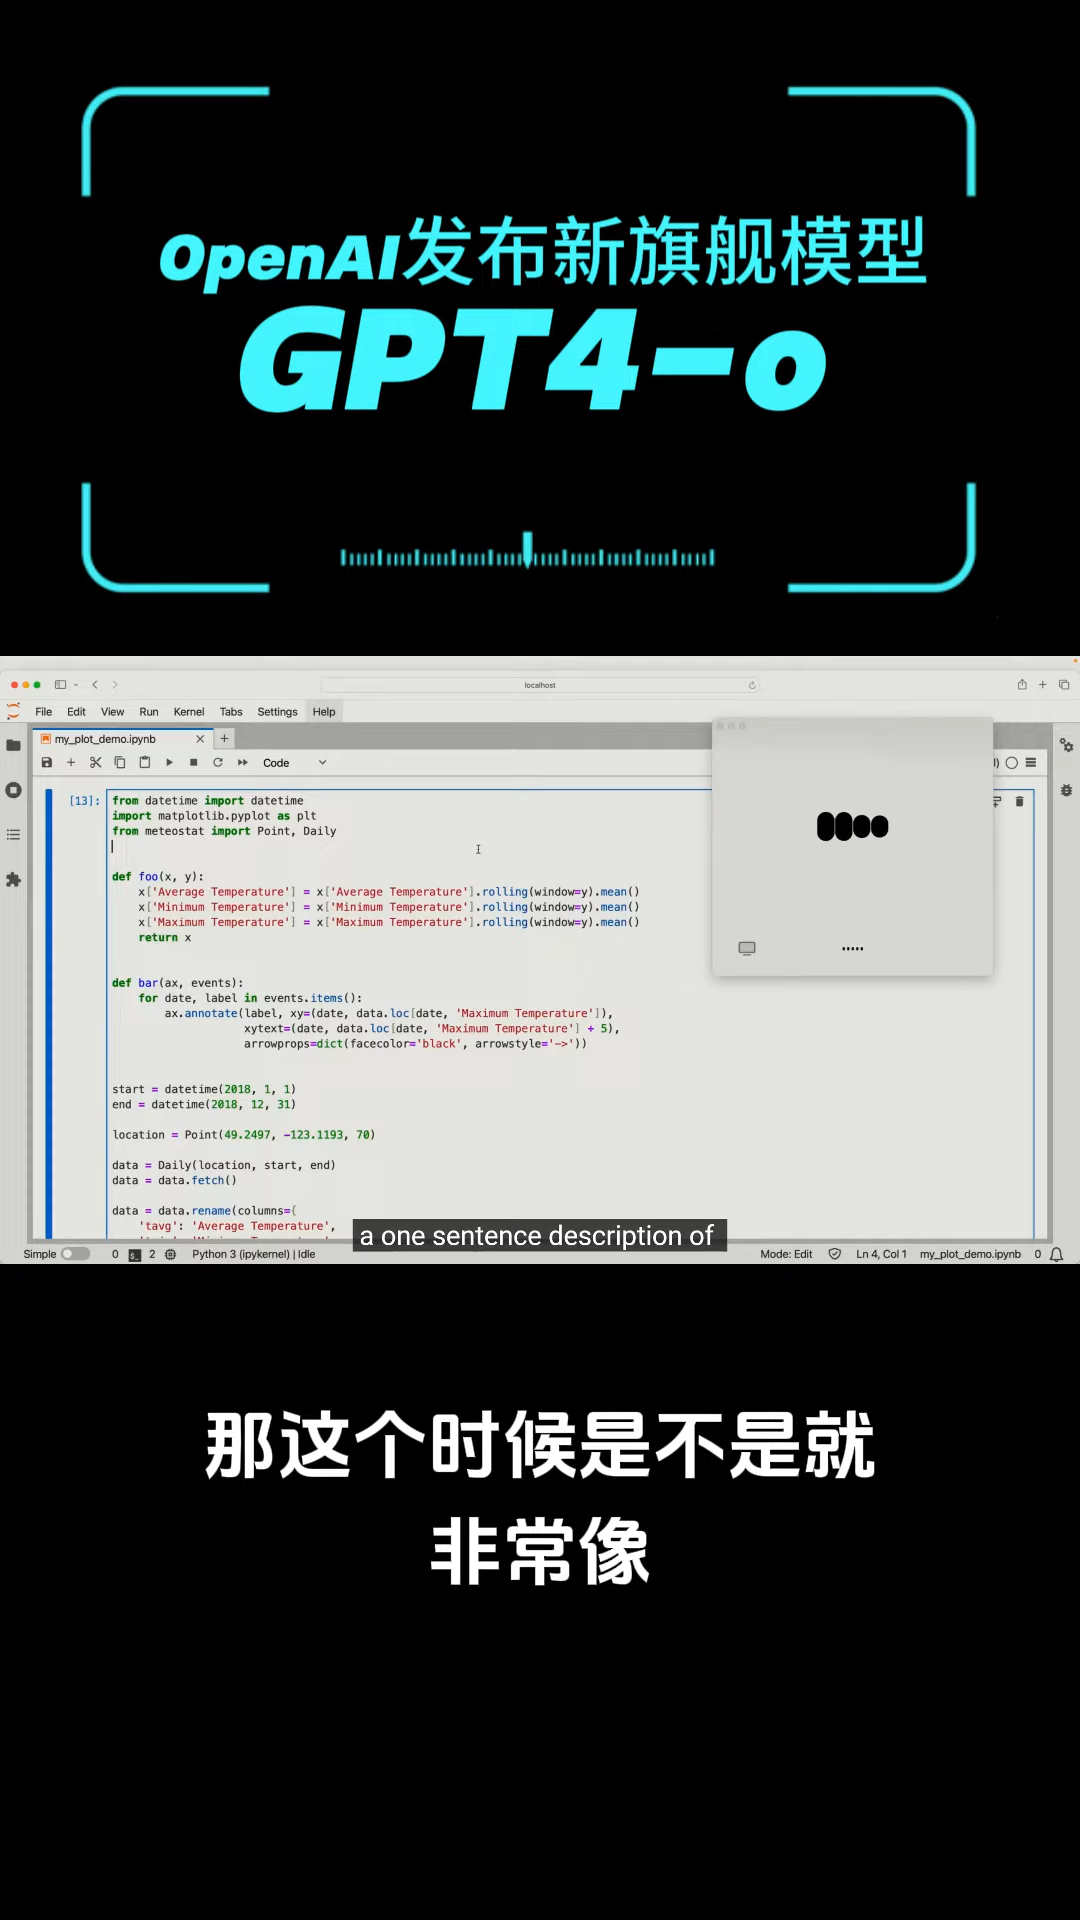 OpenAI发布新旗舰模型
GPT4-o
localhost
File Edit View Run Kernel Tabs Settings Help
my_plot_demo.ipynb
Code
[13]:
from datetime import datetime
import matplotlib.pyplot as plt
from meteostat import Point, Daily
def foo(x, y):
x['Average Temperature'] = x['Average Temperature'].rolling(window=y).mean()
x['Minimum Temperature'] = x['Minimum Temperature'].rolling(window=y).mean()
x['Maximum Temperature'] = x['Maximum Temperature'].rolling(window=y).mean()
return x
def bar(ax, events):
for date, label in events.items():
ax.annotate(label, xy=(date, data.loc[date, 'Maximum Temperature']),
xytext=(date, data.loc[date, 'Maximum Temperature'] + 5),
arrowprops=dict(facecolor='black', arrowstyle='->'))
start = datetime(2018, 1, 1)
end = datetime(2018, 12, 31)
location = Point(49.2497, -123.1193, 70)
data = Daily(location, start, end)
data = data.fetch()
data = data.rename(columns={
'tavg': 'Average Temperature',
a one sentence description of
Simple 0 2 Python 3 (ipykernel) | Idle Mode: Edit Ln 4, Col 1 my_plot_demo.ipynb 0
那这个时候是不是就
非常像